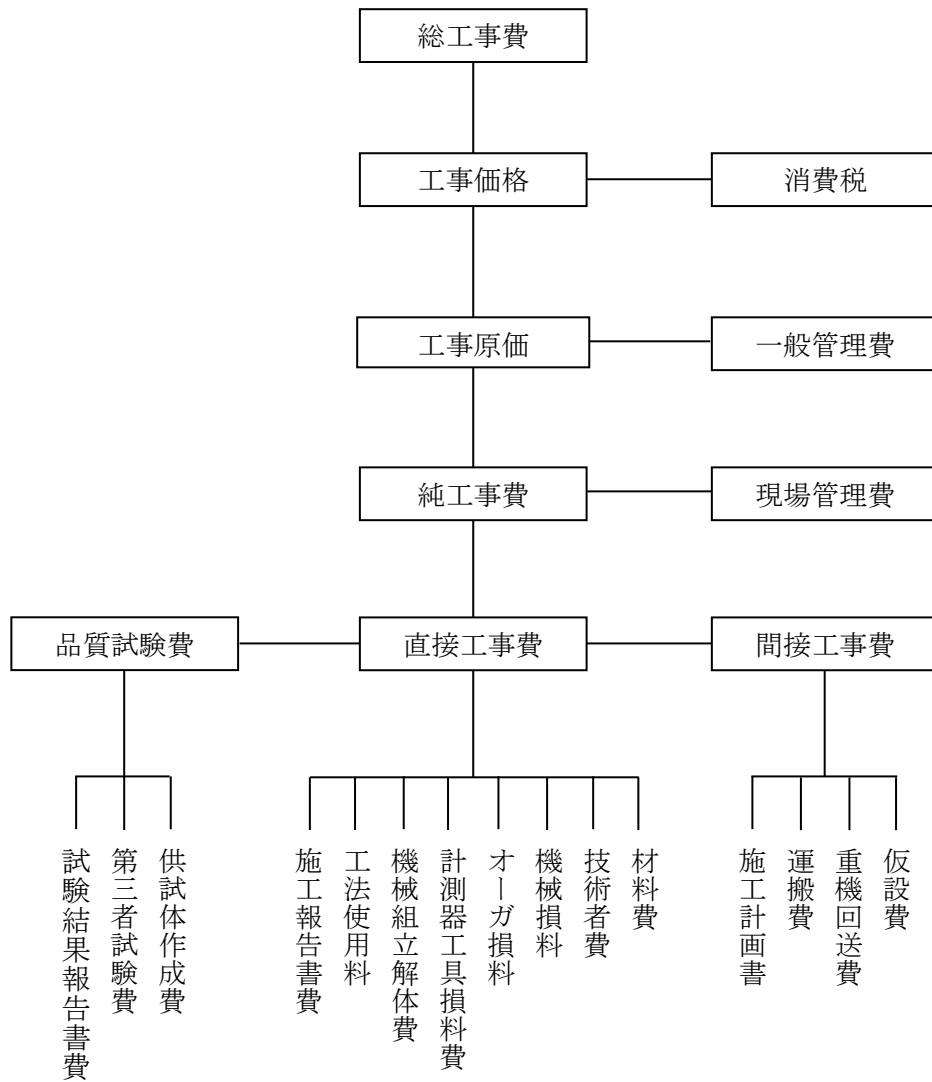 総工事費
工事価格
消費税
工事原価
一般管理費
純工事費
現場管理費
品質試験費
直接工事費
間接工事費
試験結果報告書費
第三者試験費
供試体作成費
施工報告書費
工法使用料
機械組立解体費
計測器工具損料費
オーガ損料
機械損料
技術者費
材料費
施工計画書
運搬費
重機回送費
仮設費